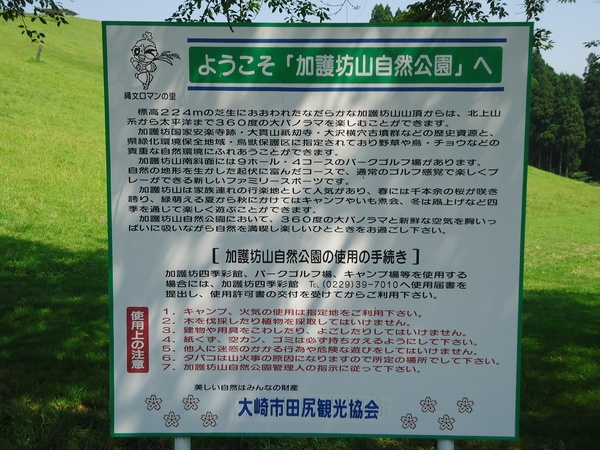 ようこそ「加護坊山自然公園」へ
縄文ロマンの里
標高224mの芝生におおわれたなだらかな加護坊山山頂からは、北上山
系から太平洋まで360度の大パノラマを楽しむことができます。
加護坊国家安楽寺跡・大貫山祇劫寺・大沢横穴古墳群などの歴史資源と、
県緑化環境保全地域・鳥獣保護区に指定されており野草や鳥・チョウなどの
貴重な自然環境にふれあうことができます。
加護坊山南斜面には9ホール・4コースのパークゴルフ場があります。
自然の地形を生かした起伏に富んだコースで、通常のゴルフ感覚で楽しくプ
レーができる新しいファミリースポーツです。
加護坊山は家族連れの行楽地として人気があり、春には千本余の桜が咲き
誇り、緑萌える夏から秋にかけてはキャンプやいも煮会、冬は凧上げなど四
季を通じて楽しく遊ぶことができます。
加護坊山自然公園において、360度の大パノラマと新鮮な空気を胸いっ
ぱいに吸いながら自然を満喫し楽しいひとときをお過ごし下さい。
[ 加護坊山自然公園の使用の手続き ]
加護坊四季彩館、パークゴルフ場、キャンプ場等を使用する
場合には、加護坊四季彩館 TEL(0229)39-7010へ使用届書を
提出し、使用許可書の交付を受けてからご利用下さい。
使用上の注意
1. キャンプ、火気の使用は指定地をご利用下さい。
2. 木を伐採したり植物を採取してはいけません。
3. 建物や用具をこわしたり、よごしたりしてはいけません。
4. 紙くず、空カン、ゴミは必ず持ちかえるようにして下さい。
5. 他人に迷惑のかかる行為や危険な遊びをしてはいけません。
6. タバコは山火事の原因になりますので所定の場所でして下さい。
7. 加護坊山自然公園管理人の指示に従って下さい。
美しい自然はみんなの財産
大崎市田尻観光協会